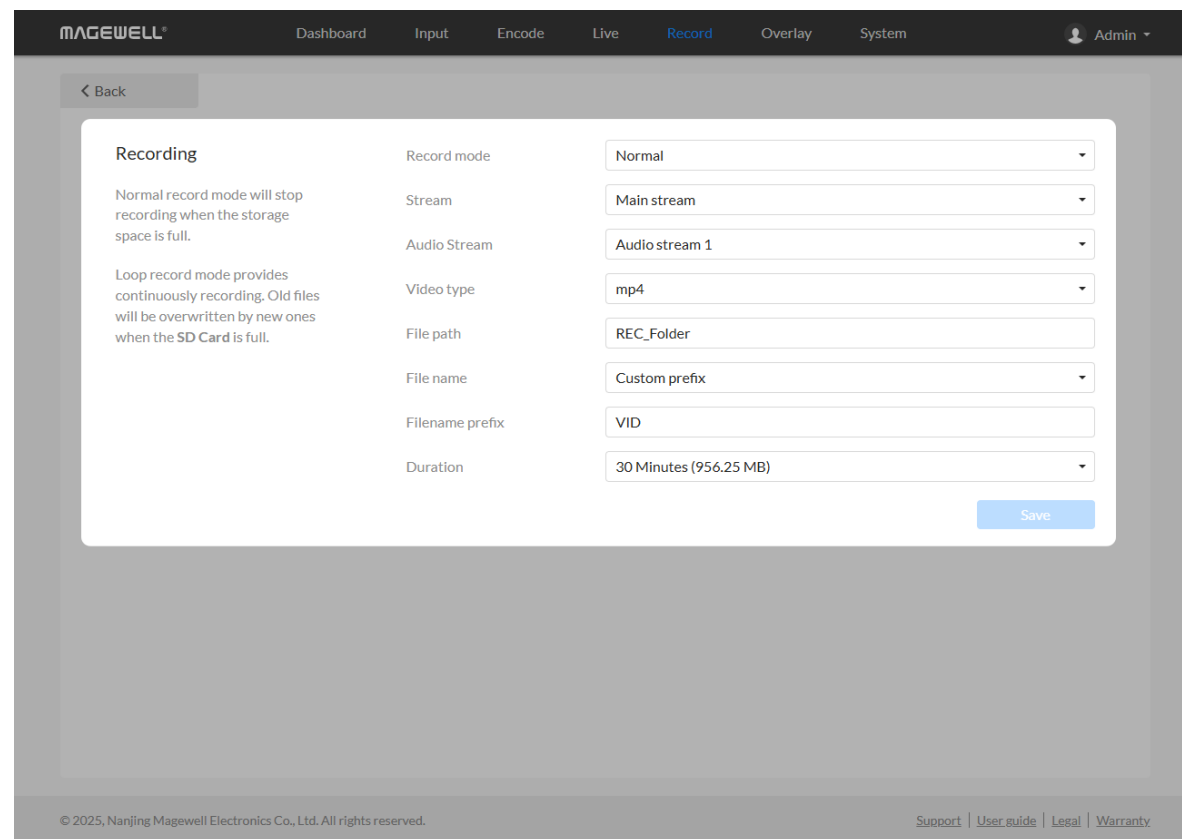 MAGEWELL®
Dashboard Input Encode Live Record Overlay System Admin
Back
Recording
Normal record mode will stop
recording when the storage
space is full.
Loop record mode provides
continuously recording. Old files
will be overwritten by new ones
when the SD Card is full.
Record mode Normal
Stream Main stream
Audio Stream Audio stream 1
Video type mp4
File path REC_Folder
File name Custom prefix
Filename prefix VID
Duration 30 Minutes (956.25 MB)
Save
© 2025, Nanjing Magewell Electronics Co., Ltd. All rights reserved.
Support | User guide | Legal | Warranty